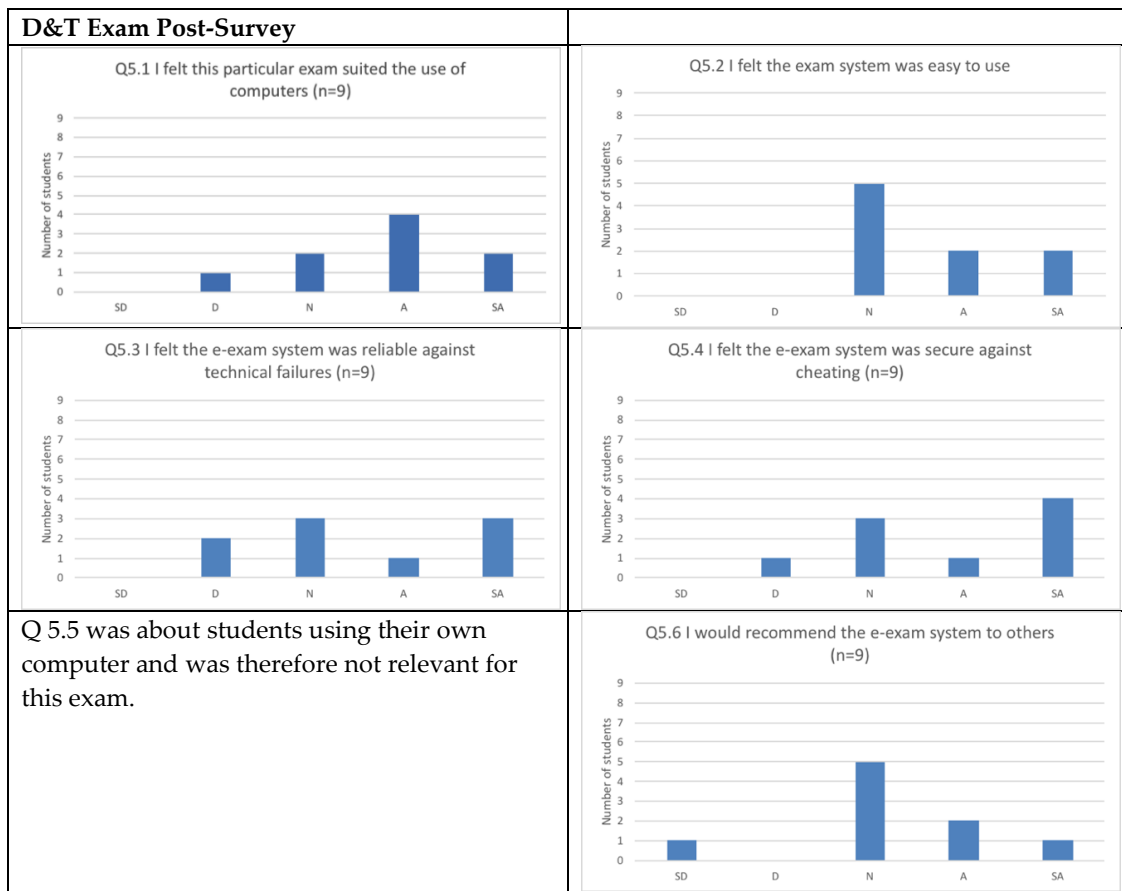 D&T Exam Post-Survey
Q5.1 I felt this particular exam suited the use of
computers (n=9)
Number of students
9
8
7
6
5
4
3
2
1
0
SD D N A SA
Q5.2 I felt the exam system was easy to use
Number of students
9
8
7
6
5
4
3
2
1
0
SD D N A SA
Q5.3 I felt the e-exam system was reliable against
technical failures (n=9)
Number of students
9
8
7
6
5
4
3
2
1
0
SD D N A SA
Q5.4 I felt the e-exam system was secure against
cheating (n=9)
Number of students
9
8
7
6
5
4
3
2
1
0
SD D N A SA
Q 5.5 was about students using their own
computer and was therefore not relevant for
this exam.
Q5.6 I would recommend the e-exam system to others
(n=9)
Number of students
9
8
7
6
5
4
3
2
1
0
SD D N A SA